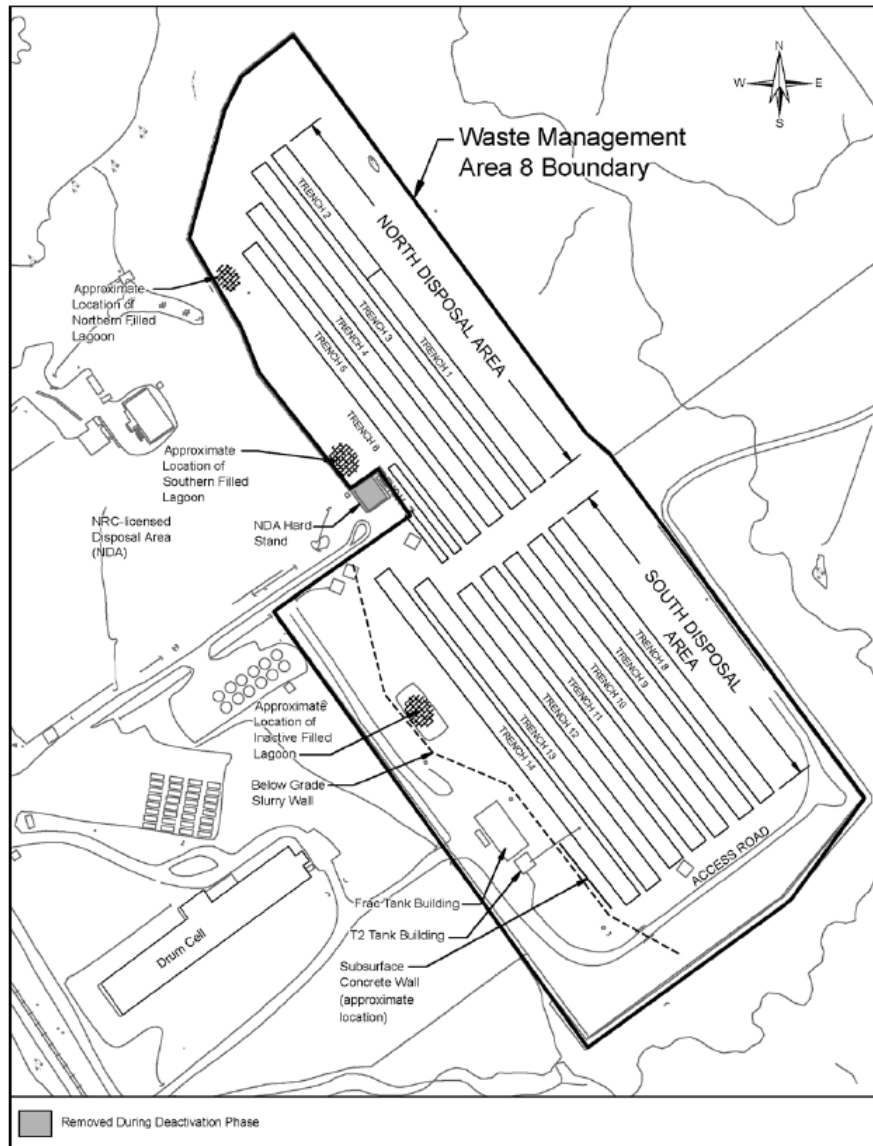 N
W
E
S
Waste Management
Area 8 Boundary
TRENCH 2
NORTH DISPOSAL AREA
TRENCH 3
TRENCH 1
TRENCH 4
TRENCH 5
TRENCH 6
Approximate
Location of
Northern Filled
Lagoon
Approximate
Location of
Southern Filled
Lagoon
NRC-licensed
Disposal Area
(NDA)
NDA Hard
Stand
SOUTH DISPOSAL
AREA
TRENCH 8
TRENCH 9
TRENCH 10
TRENCH 11
TRENCH 12
TRENCH 13
TRENCH 14
Approximate
Location of
Inactive Filled
Lagoon
Below Grade
Slurry Wall
ACCESS ROAD
Frac Tank Building
T2 Tank Building
Drum Cell
Subsurface
Concrete Wall
(approximate
location)
Removed During Deactivation Phase